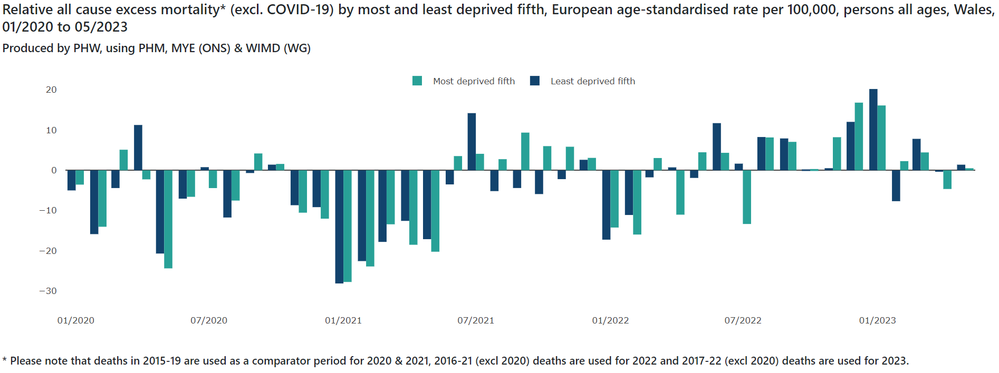 Relative all cause excess mortality* (excl. COVID-19) by most and least deprived fifth, European age-standardised rate per 100,000, persons all ages, Wales,
01/2020 to 05/2023
Produced by PHW, using PHM, MYE (ONS) & WIMD (WG)
Most deprived fifth
Least deprived fifth
20
10
0
−10
−20
−30
01/2020
07/2020
01/2021
07/2021
01/2022
07/2022
01/2023
* Please note that deaths in 2015-19 are used as a comparator period for 2020 & 2021, 2016-21 (excl 2020) deaths are used for 2022 and 2017-22 (excl 2020) deaths are used for 2023.